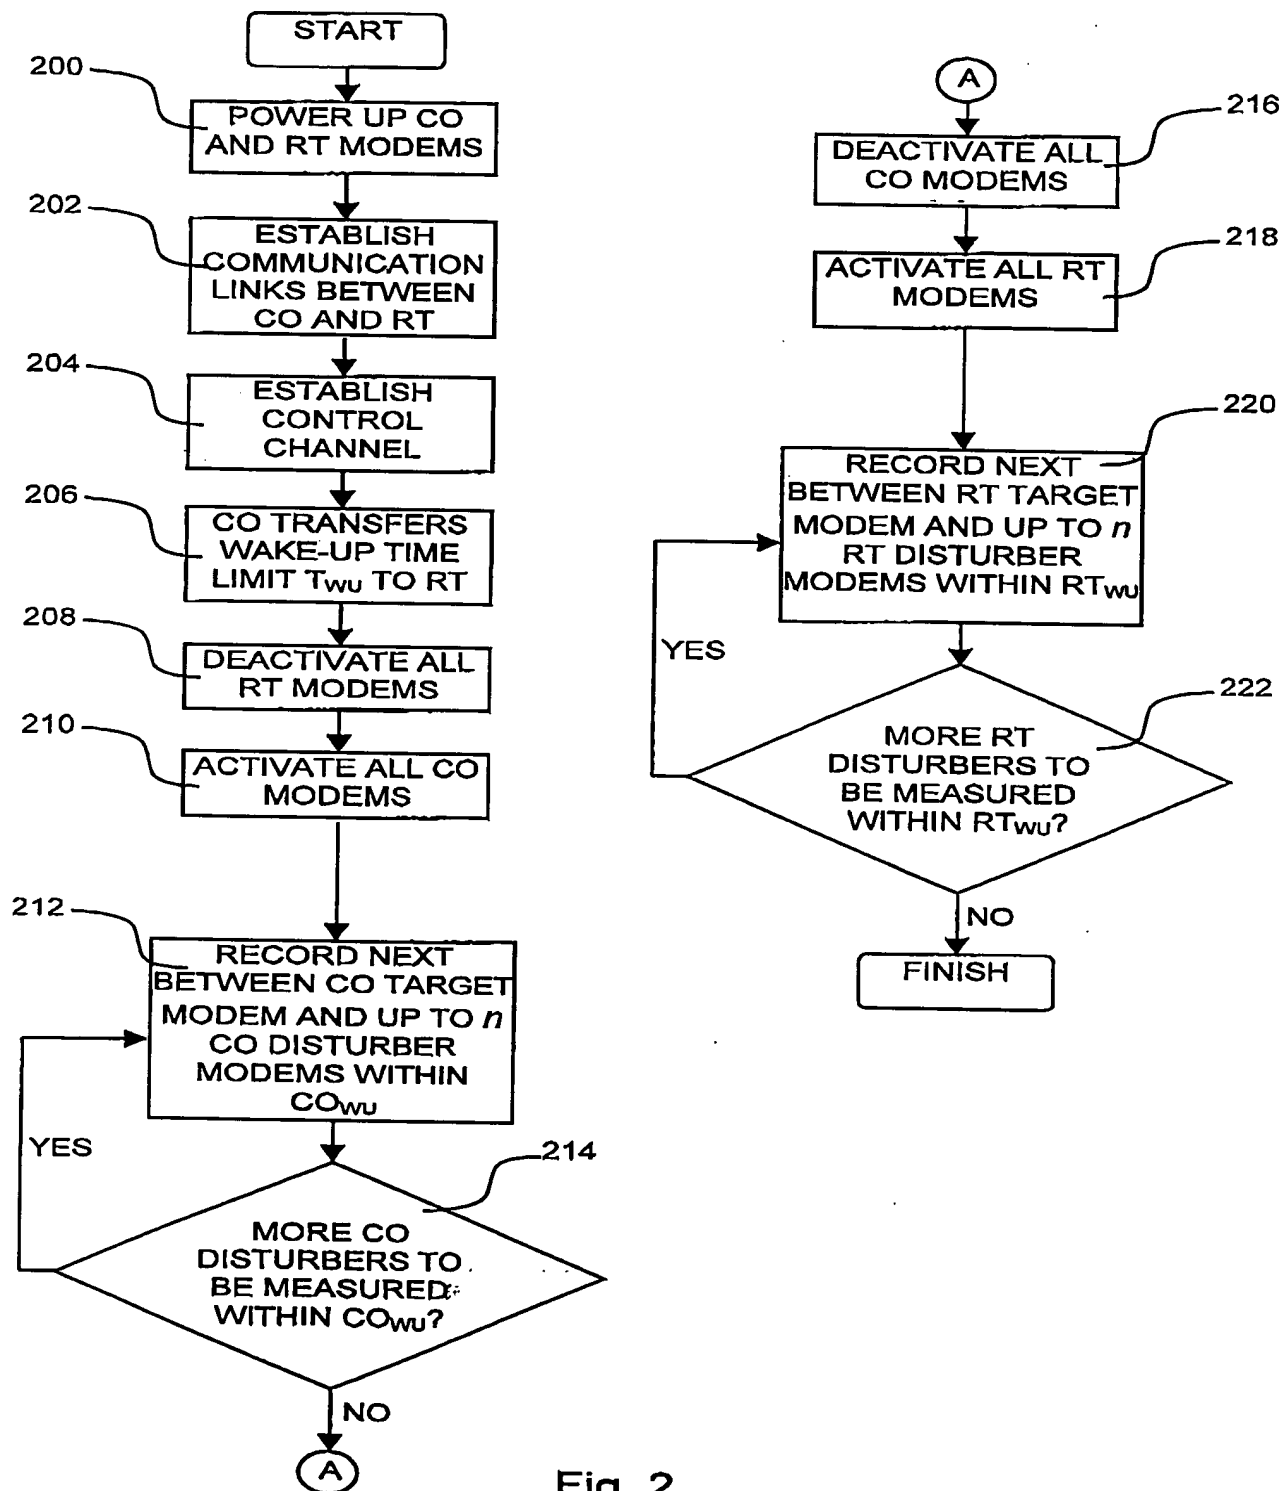 START
200
POWER UP CO
AND RT MODEMS
202
ESTABLISH
COMMUNICATION
LINKS BETWEEN
CO AND RT
204
ESTABLISH
CONTROL
CHANNEL
206
CO TRANSFERS
WAKE-UP TIME
LIMIT TWU TO RT
208
DEACTIVATE ALL
RT MODEMS
210
ACTIVATE ALL CO
MODEMS
212
RECORD NEXT
BETWEEN CO TARGET
MODEM AND UP TO n
CO DISTURBER
MODEMS WITHIN
COWU
YES
214
MORE CO
DISTURBERS TO
BE MEASURED
WITHIN COWU?
NO
A
A
216
DEACTIVATE ALL
CO MODEMS
218
ACTIVATE ALL RT
MODEMS
220
RECORD NEXT
BETWEEN RT TARGET
MODEM AND UP TO n
RT DISTURBER
MODEMS WITHIN RTWU
YES
222
MORE RT
DISTURBERS TO
BE MEASURED
WITHIN RTWU?
NO
FINISH
Fig. 2